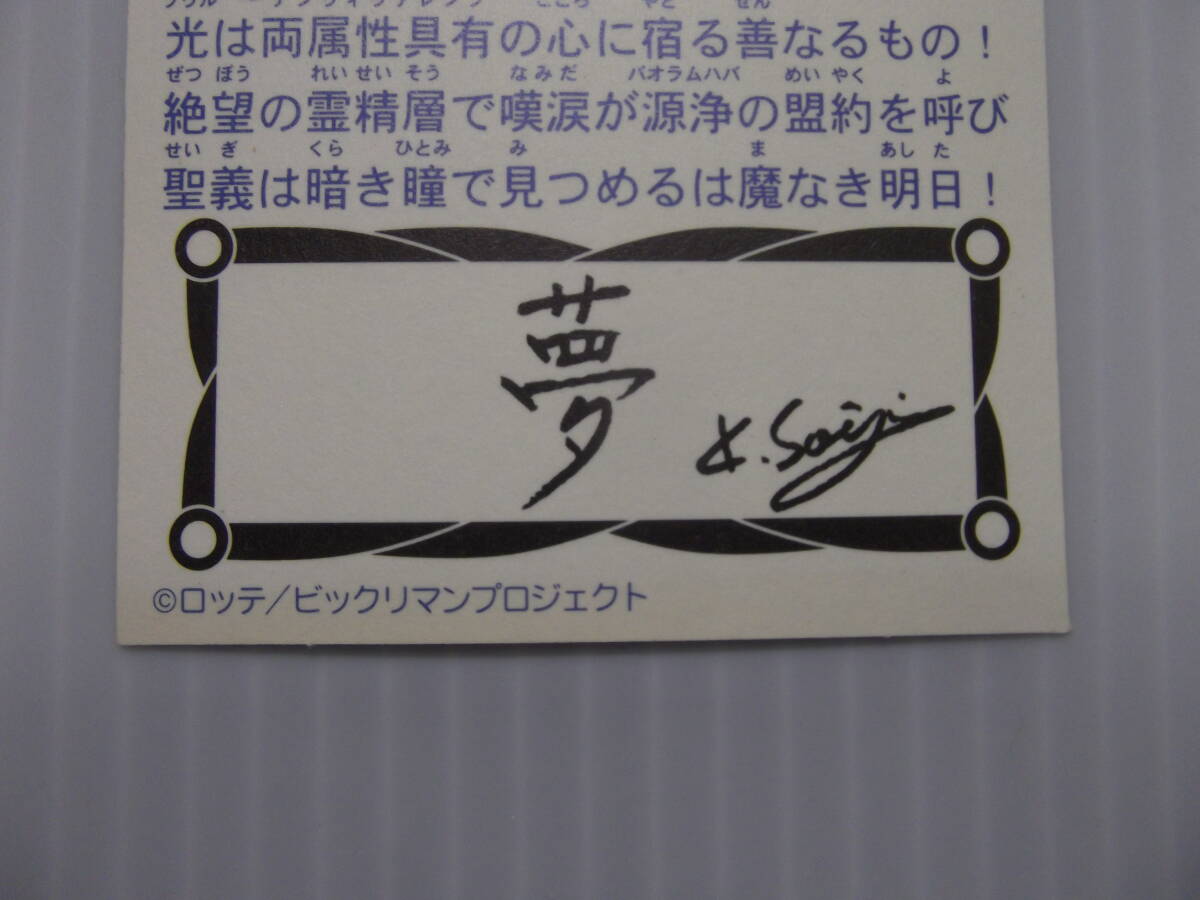 光は両属性具有の心に宿る善なるもの！
ぜつ ぼう れい せい そう なみだ バオラムハバ めい やく よ
絶望の霊精層で嘆涙が源浄の盟約を呼び
せい ぎ くら ひとみ み ま あし た
聖義は暗き瞳で見つめるは魔なき明日！
夢
K. Saeji
©ロッテ/ビックリマンプロジェクト